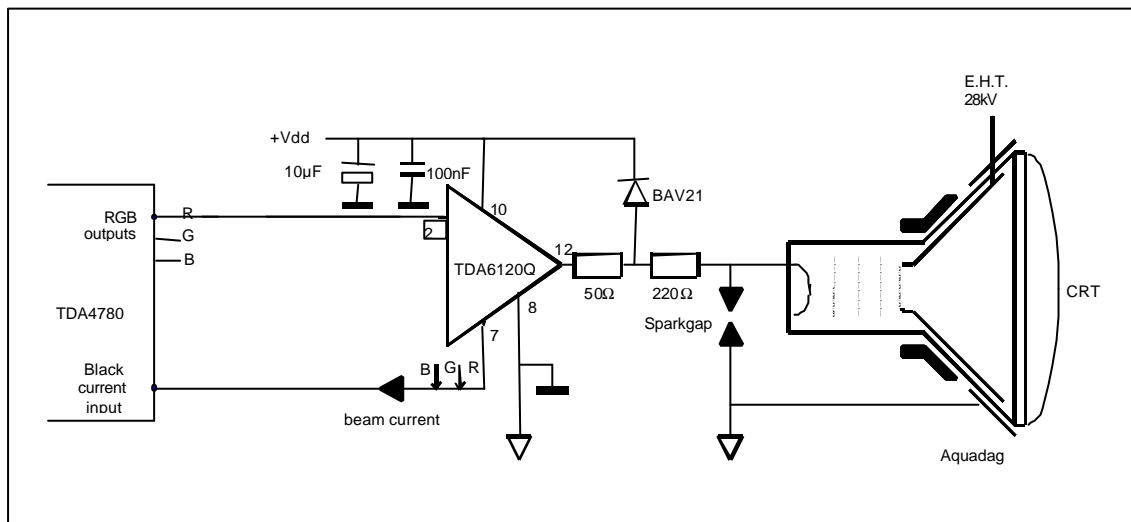 E.H.T.
28kV
+Vdd
10µF
100nF
BAV21
RGB
outputs
R
G
B
2
10
12
TDA6120Q
50Ω
220Ω
8
7
CRT
TDA4780
Sparkgap
Black
current
input
B G R
beam current
Aquadag